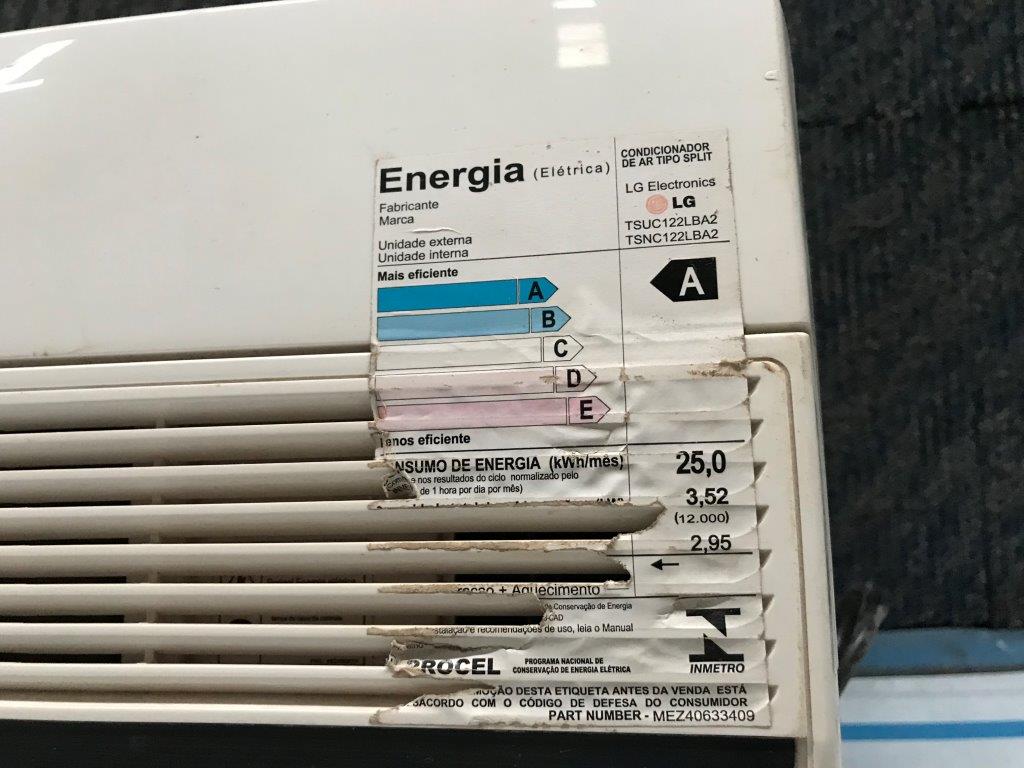 Energia (Elétrica)
CONDICIONADOR
DE AR TIPO SPLIT
Fabricante
LG Electronics
Marca
LG
Unidade externa
TSUC122LBA2
Unidade interna
TSNC122LBA2
Mais eficiente
A
A
B
C
D
E
enos eficiente
NSUMO DE ENERGIA (kWh/mês)
25,0
e nos resultados do ciclo normalizado pelo
de 1 hora por dia por mês)
3,52
(12.000)
2,95
+ Aquecimento
de Conservação de Energia
stalação e recomendações de uso, leia o Manual
PROCEL
PROGRAMA NACIONAL DE
CONSERVAÇÃO DE ENERGIA ELÉTRICA
INMETRO
MOÇÃO DESTA ETIQUETA ANTES DA VENDA ESTÁ
SACORDO COM O CÓDIGO DE DEFESA DO CONSUMIDOR
PART NUMBER - MEZ40633409